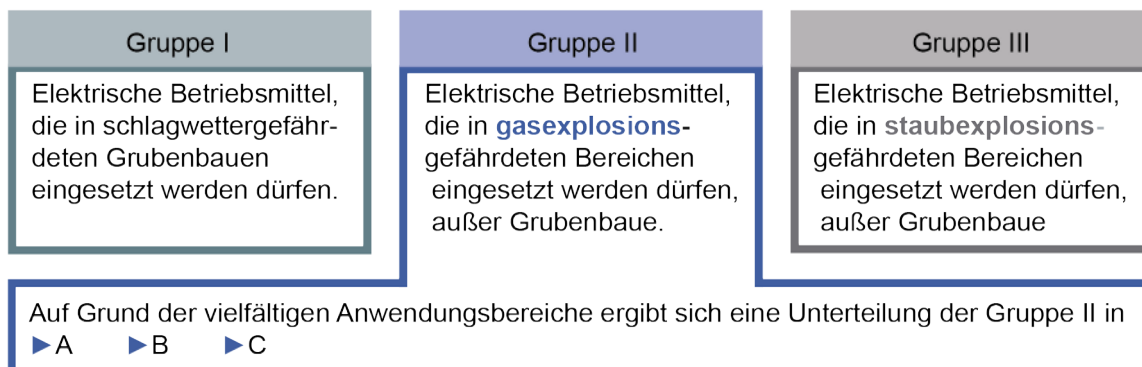 Gruppe I
Elektrische Betriebsmittel,
die in schlagwettergefähr-
deten Grubenbauen
eingesetzt werden dürfen.
Gruppe II
Elektrische Betriebsmittel,
die in gasexplosions-
gefährdeten Bereichen
eingesetzt werden dürfen,
außer Grubenbaue.
Gruppe III
Elektrische Betriebsmittel,
die in staubexplosions-
gefährdeten Bereichen
eingesetzt werden dürfen,
außer Grubenbaue
Auf Grund der vielfältigen Anwendungsbereiche ergibt sich eine Unterteilung der Gruppe II in
►A ►B ►C